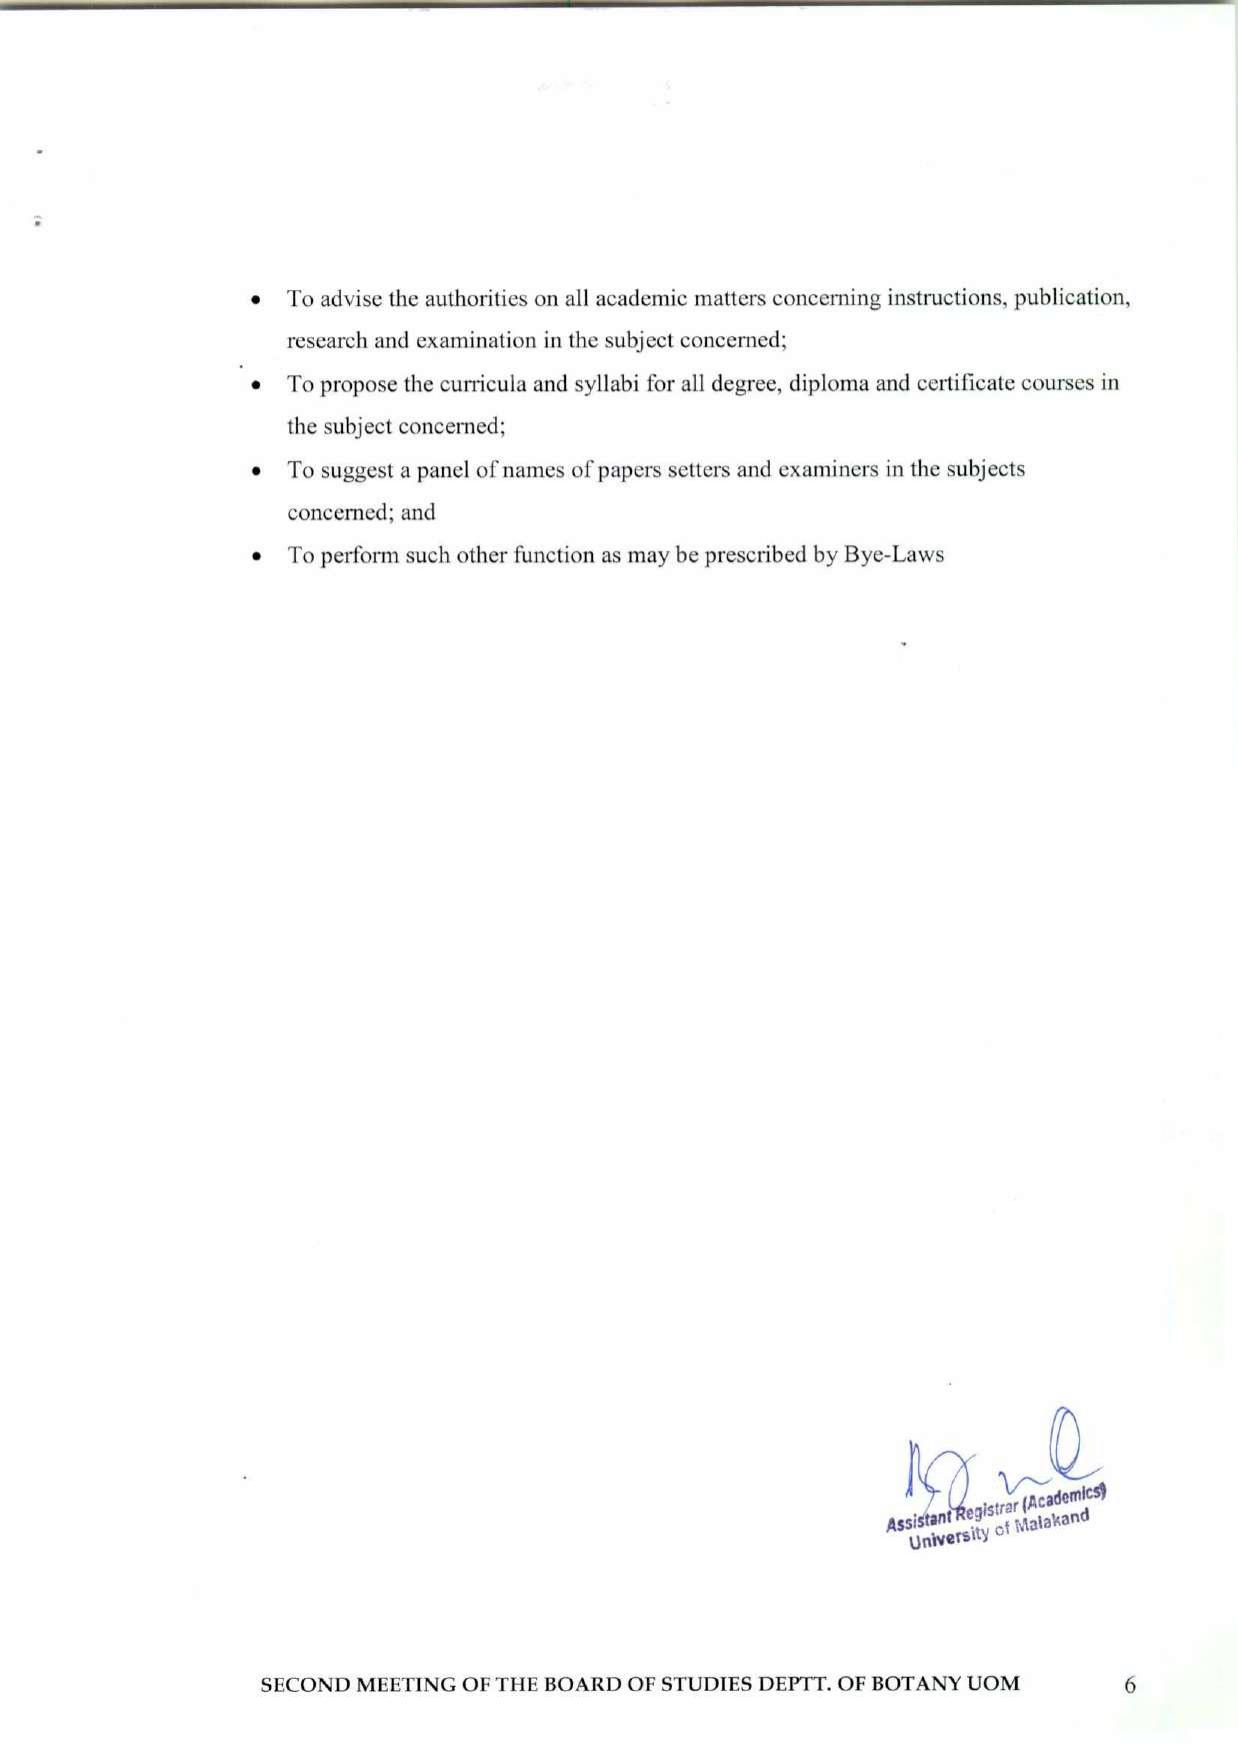 • To advise the authorities on all academic matters concerning instructions, publication,
research and examination in the subject concerned;
• To propose the curricula and syllabi for all degree, diploma and certificate courses in
the subject concerned;
• To suggest a panel of names of papers setters and examiners in the subjects
concerned; and
• To perform such other function as may be prescribed by Bye-Laws
Assistant Registrar (Academics)
University of Malakand
SECOND MEETING OF THE BOARD OF STUDIES DEPTT. OF BOTANY UOM 6